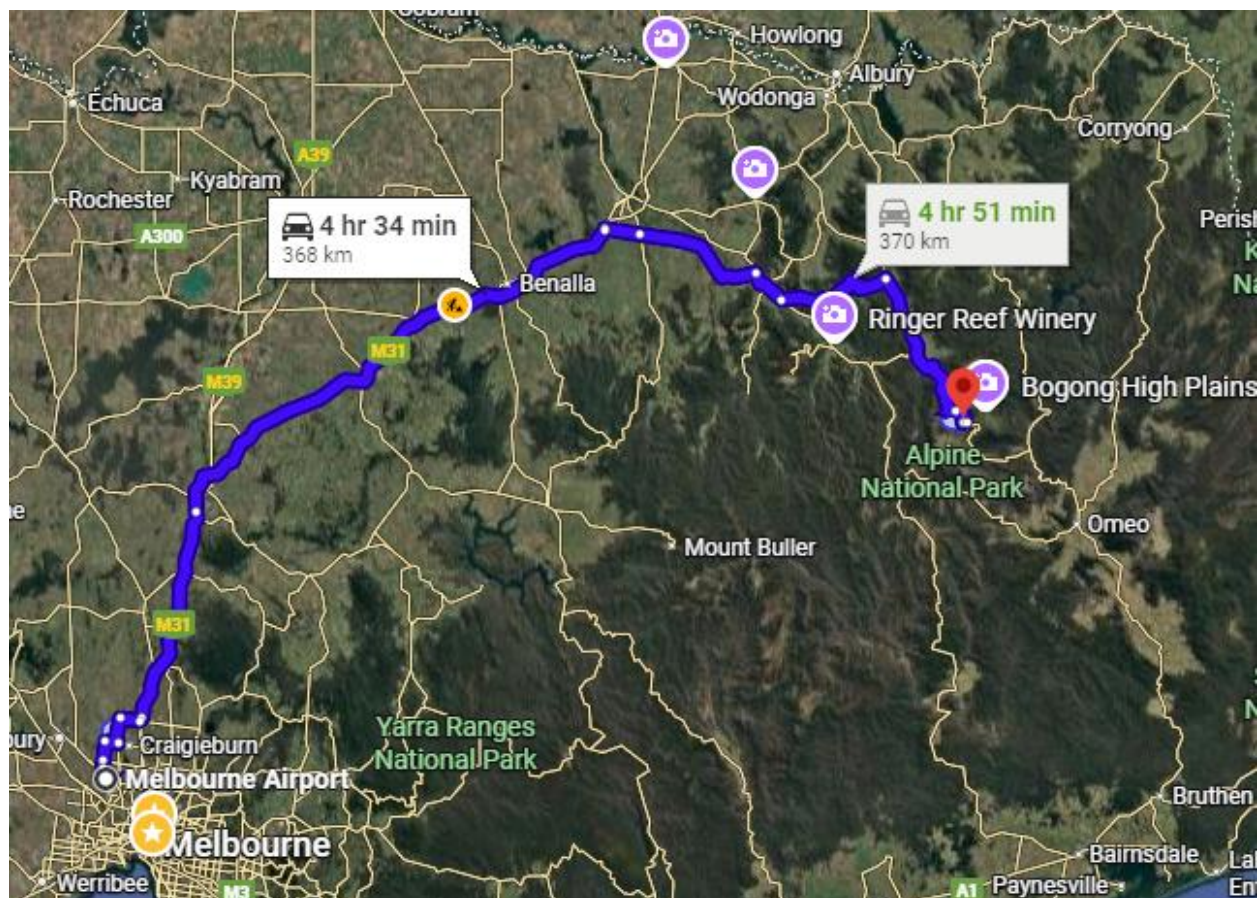 Cobram
Howlong
Albury
Wodonga
Echuca
Corryong
A39
Kyabram
Rochester
A300
4 hr 34 min
368 km
4 hr 51 min
370 km
Benalla
Ringer Reef Winery
M31
M39
Bogong High Plains
Alpine
National Park
Omeo
Mount Buller
M31
Yarra Ranges
National Park
Craigieburn
Melbourne Airport
Melbourne
Bruthen
Bairnsdale
Werribee
M3
A1
Paynesville